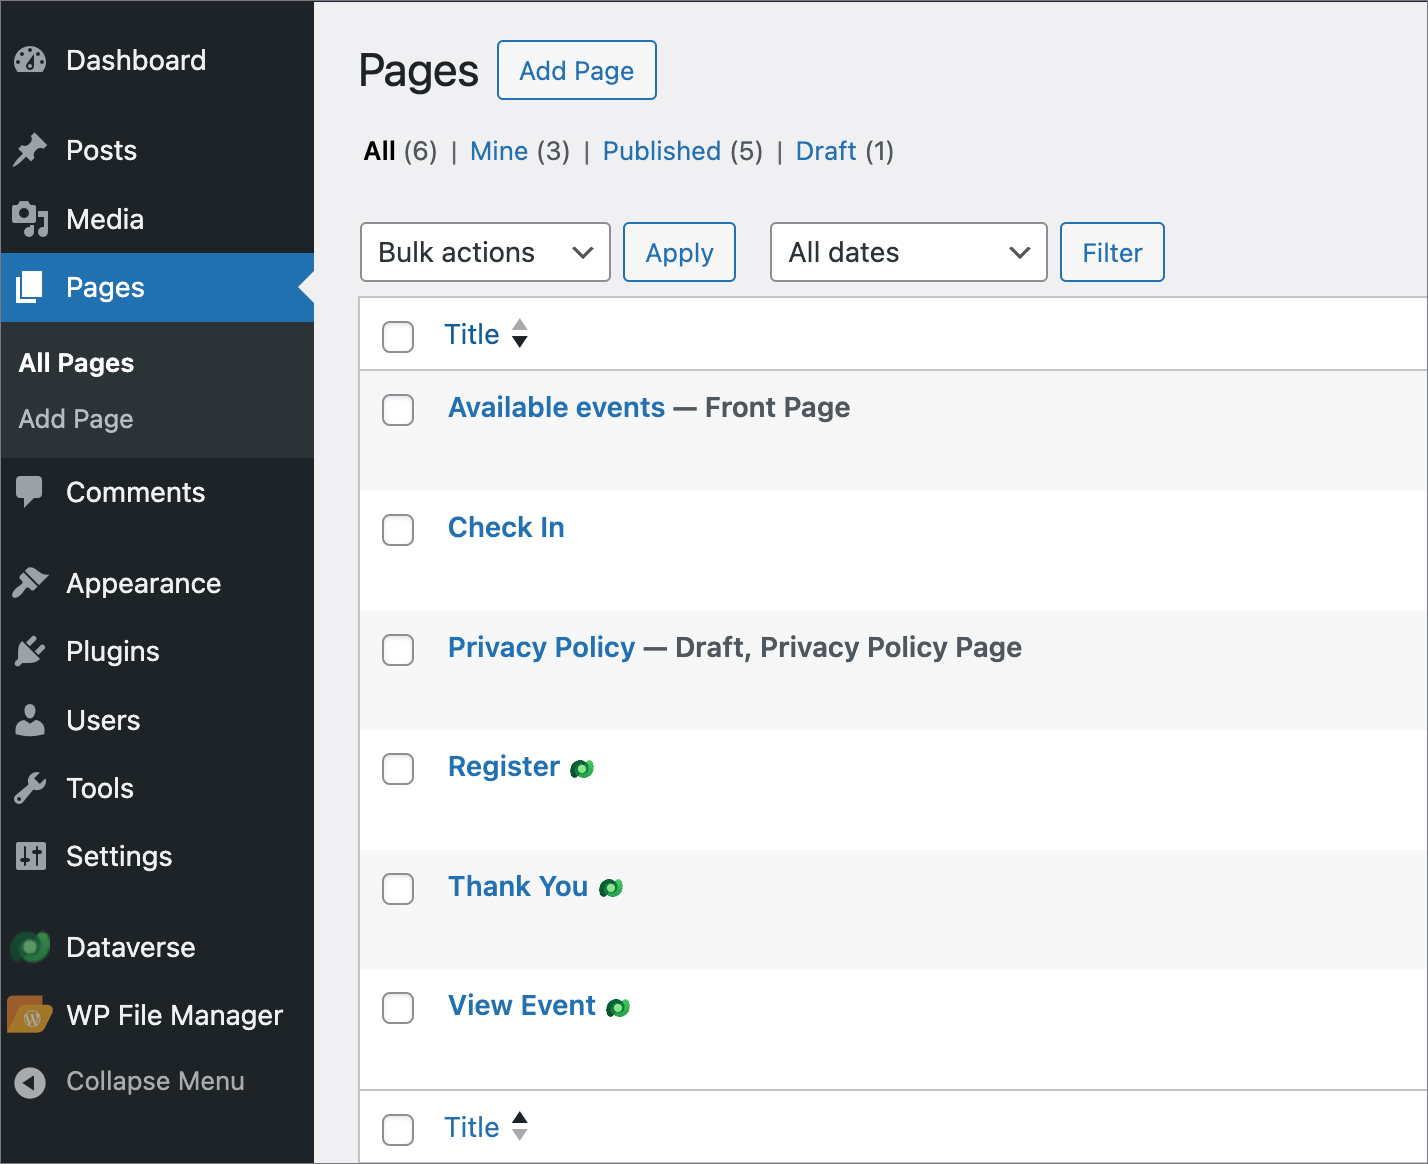 Dashboard
Posts
Media
Pages
All Pages
Add Page
Comments
Appearance
Plugins
Users
Tools
Settings
Dataverse
WP File Manager
Collapse Menu
Pages Add Page
All (6) | Mine (3) | Published (5) | Draft (1)
Bulk actions Apply All dates Filter
Title
Available events — Front Page
Check In
Privacy Policy — Draft, Privacy Policy Page
Register
Thank You
View Event
Title